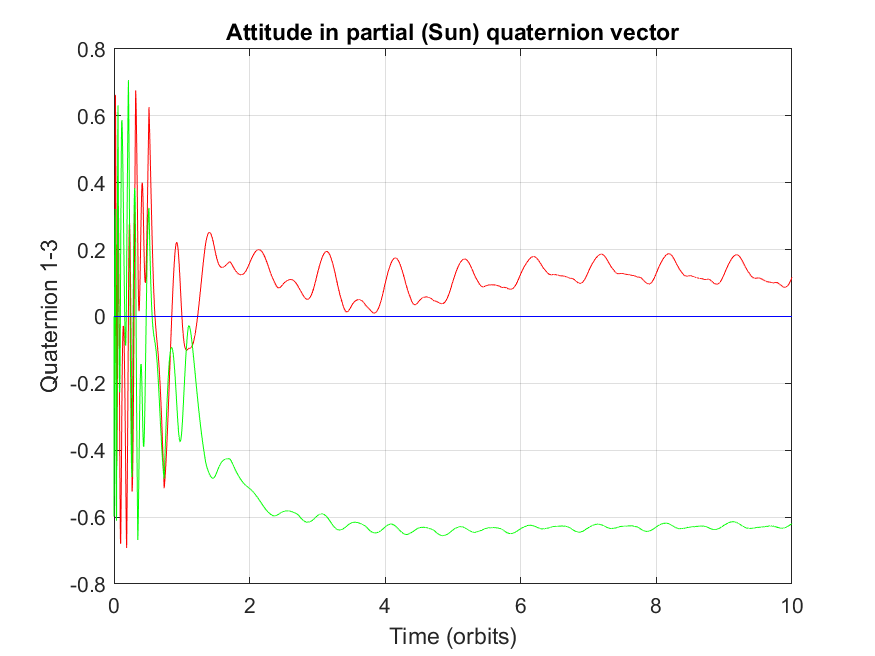 Attitude in partial (Sun) quaternion vector
0.8
0.6
0.4
0.2
0
-0.2
-0.4
-0.6
-0.8
Quaternion 1-3
0 2 4 6 8 10
Time (orbits)